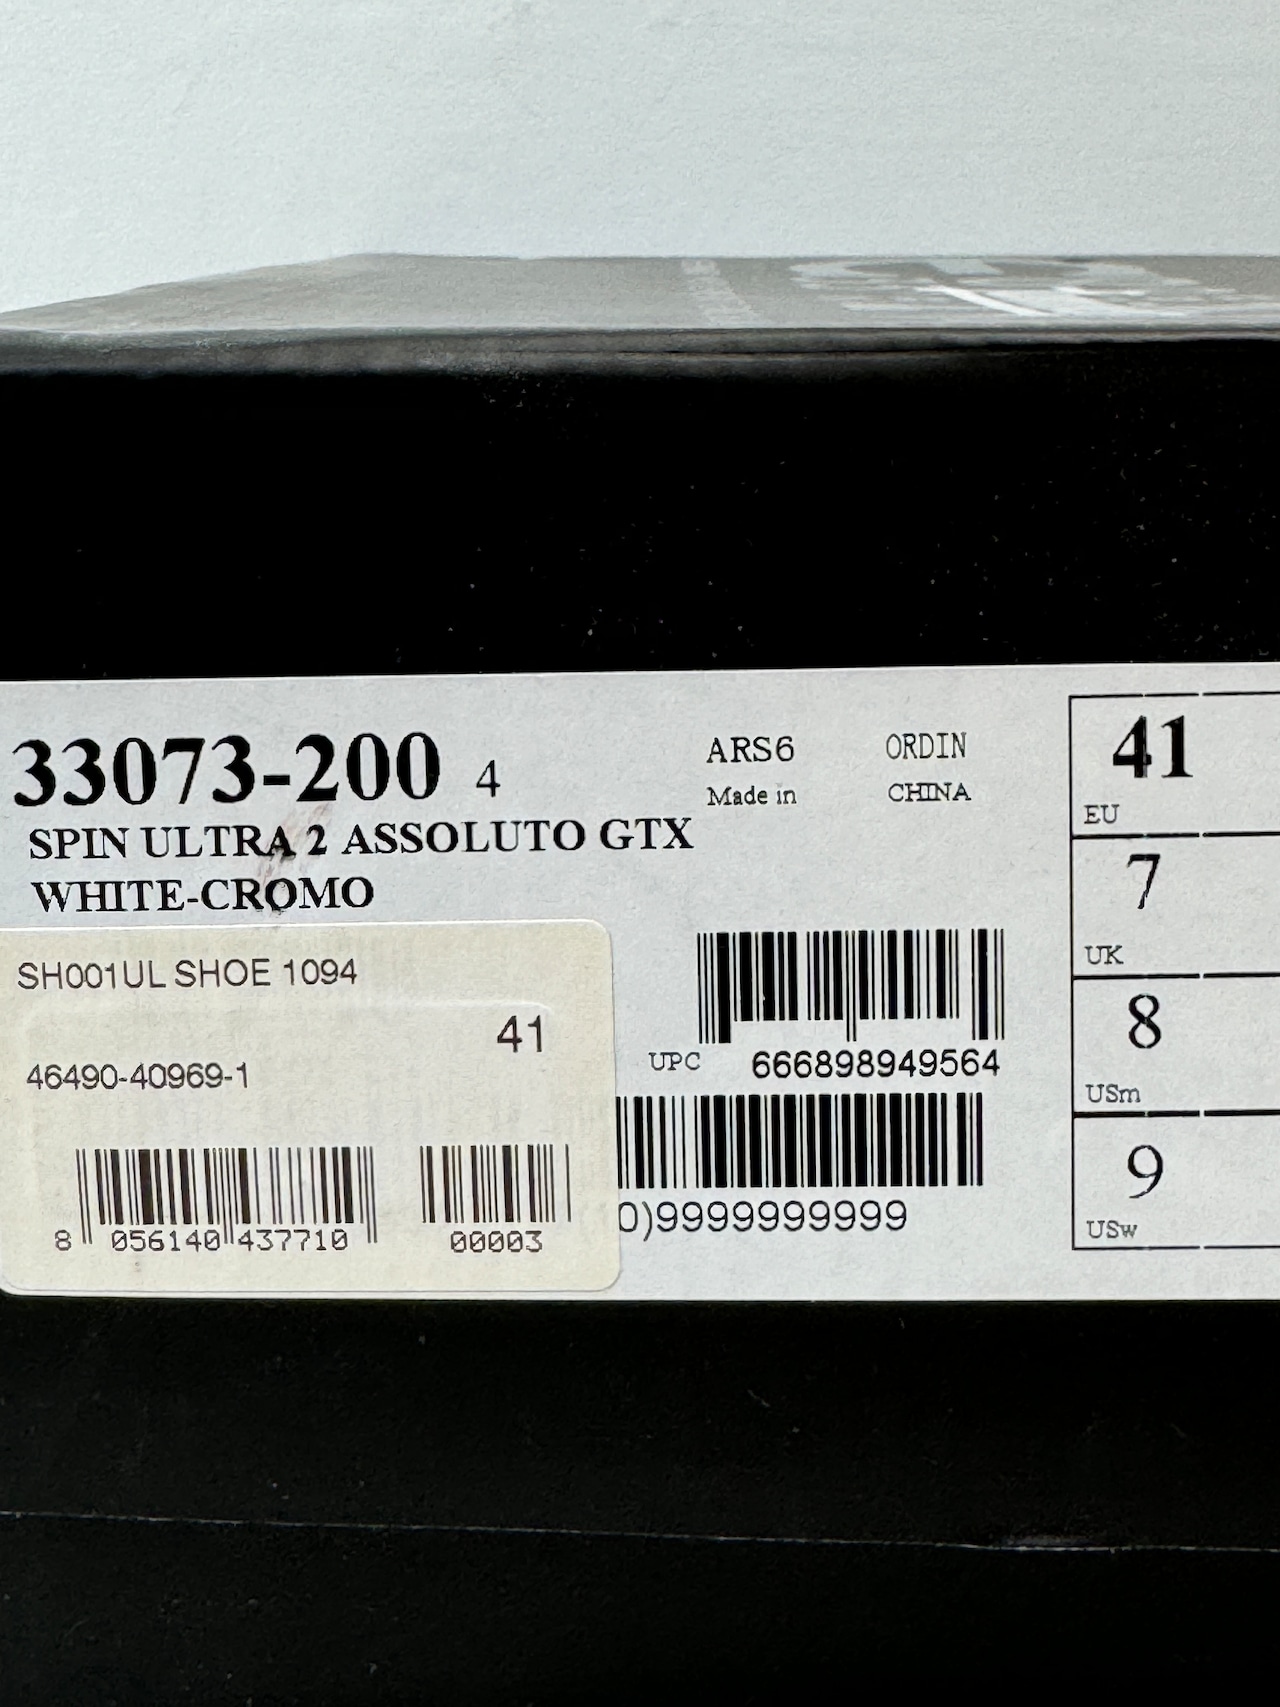 33073-200 4
ARS6 ORDIN
Made in CHINA
SPIN ULTRA 2 ASSOLUTO GTX
WHITE-CROMO
41
EU
7
UK
8
USm
9
USw
UPC 666898949564
0)9999999999
SH001UL SHOE 1094
41
46490-40969-1
8 056140 437710 00003